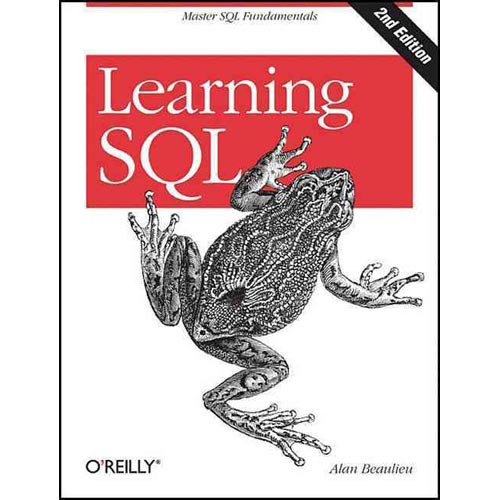 Master SQL Fundamentals
2nd Edition
Learning
SQL
O'REILLY
Alan Beaulieu